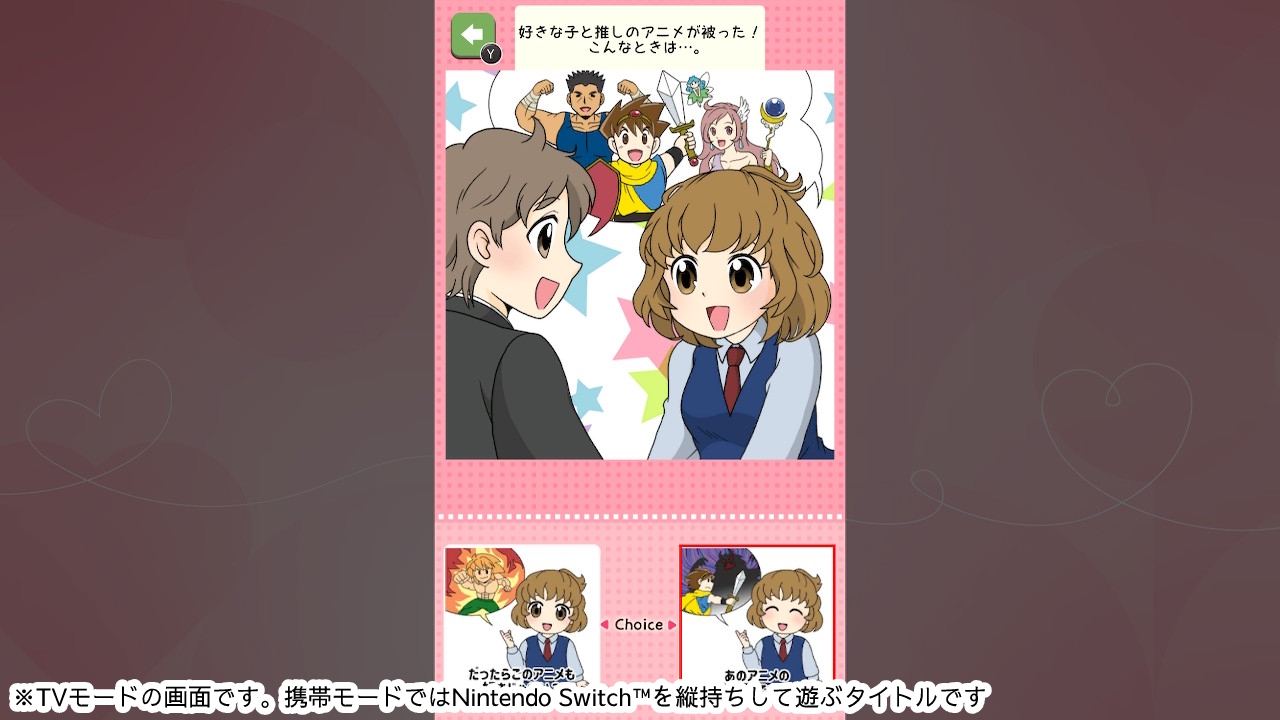 好きな子と推しのアニメが被った！
こんなときは…。
Y
Choice
だったらこのアニメも
あのアニメの
※TVモードの画面です。携帯モードではNintendo Switch™を縦持ちして遊ぶタイトルです